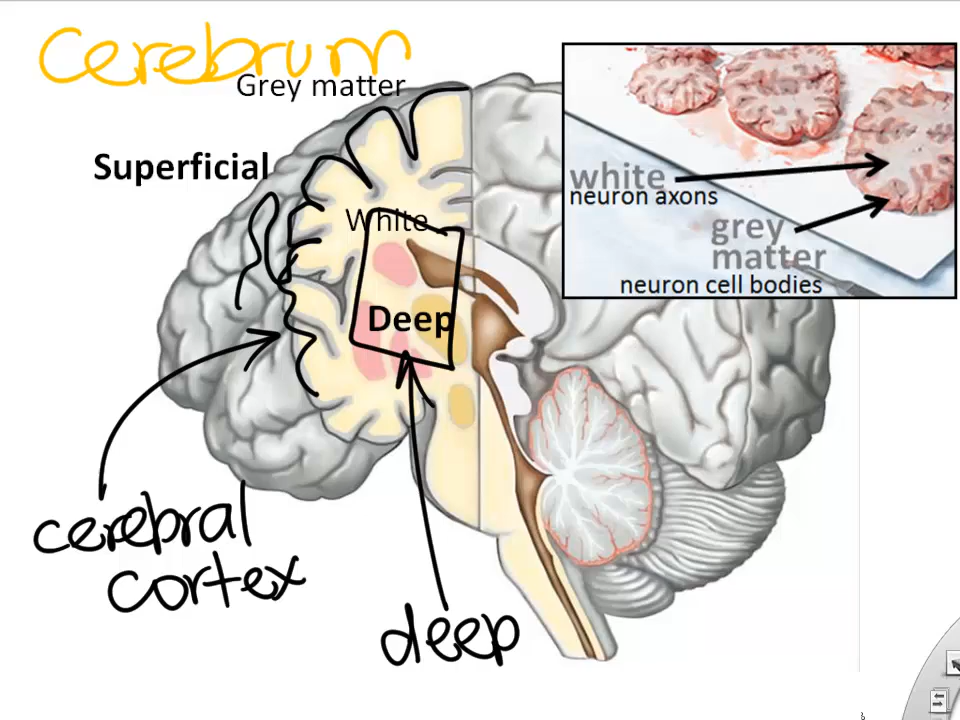 Cerebrum
Grey matter
Superficial
White
Deep
white
neuron axons
grey
matter
neuron cell bodies
cerebral
cortex
deep